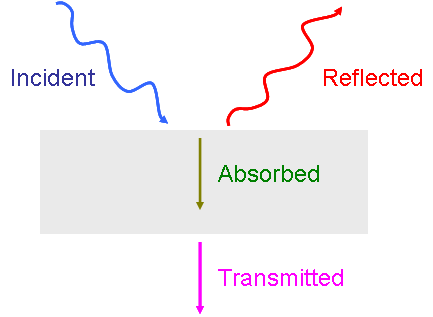 Incident
Reflected
Absorbed
Transmitted